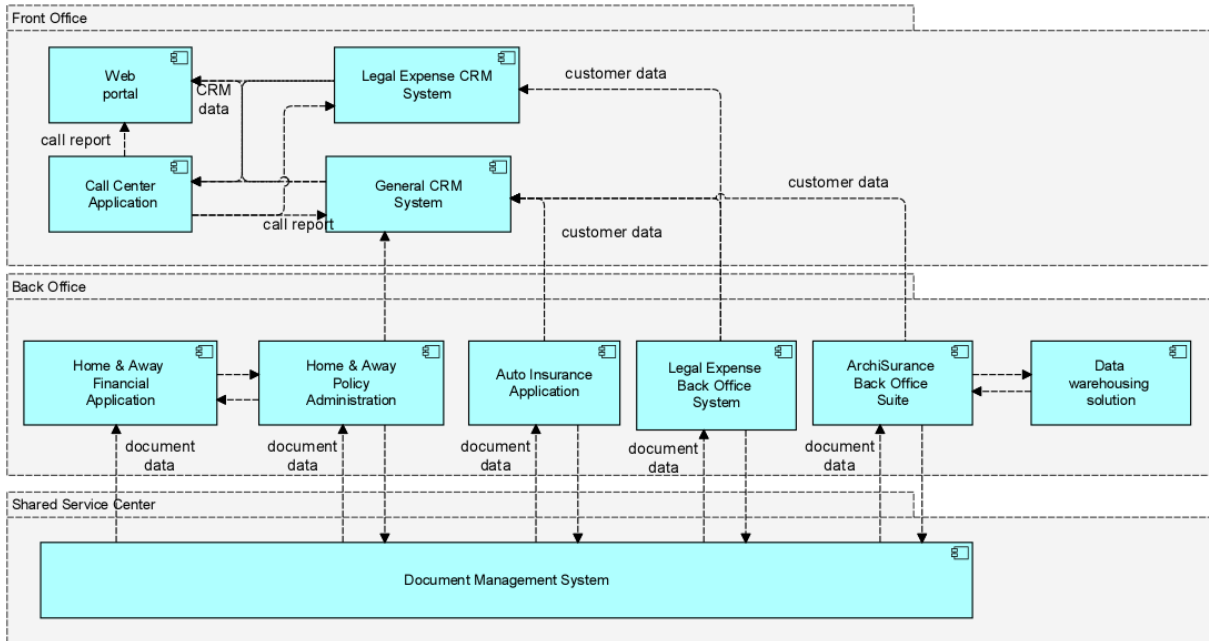 Front Office
Web
portal
CRM
data
Legal Expense CRM
System
customer data
call report
Call Center
Application
General CRM
System
call report
customer data
customer data
Back Office
Home & Away
Financial
Application
Home & Away
Policy
Administration
Auto Insurance
Application
Legal Expense
Back Office
System
ArchiSurance
Back Office
Suite
Data
warehousing
solution
document
data
document
data
document
data
document
data
document
data
Shared Service Center
Document Management System